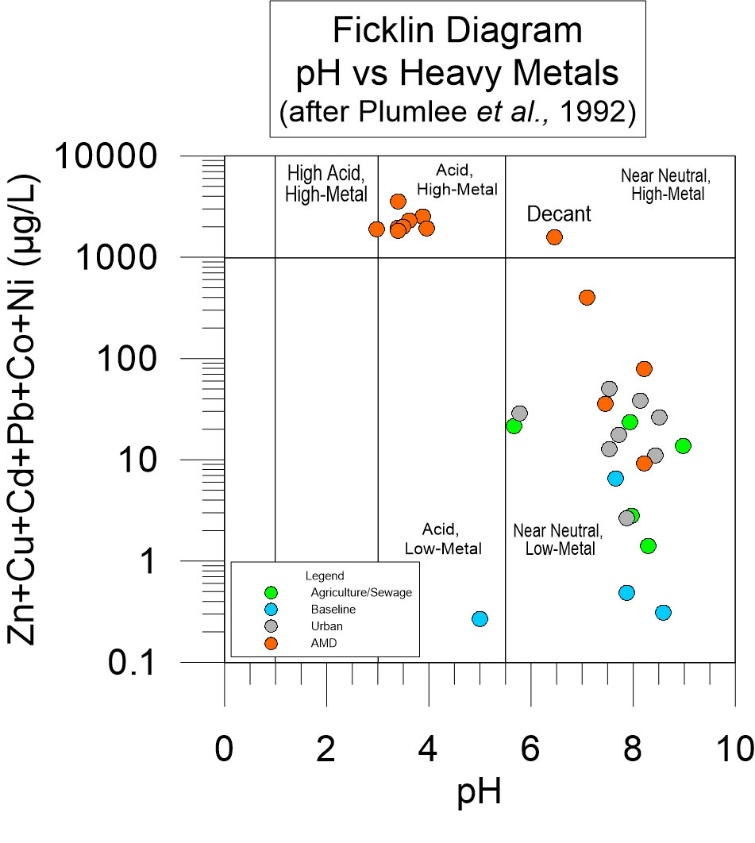 Ficklin Diagram
pH vs Heavy Metals
(after Plumlee et al., 1992)
Zn+Cu+Cd+Pb+Co+Ni (µg/L)
10000
1000
100
10
1
0.1
High Acid,
High-Metal
Acid,
High-Metal
Near Neutral,
High-Metal
Decant
Acid,
Low-Metal
Near Neutral,
Low-Metal
Legend
Agriculture/Sewage
Baseline
Urban
AMD
0 2 4 6 8 10
pH